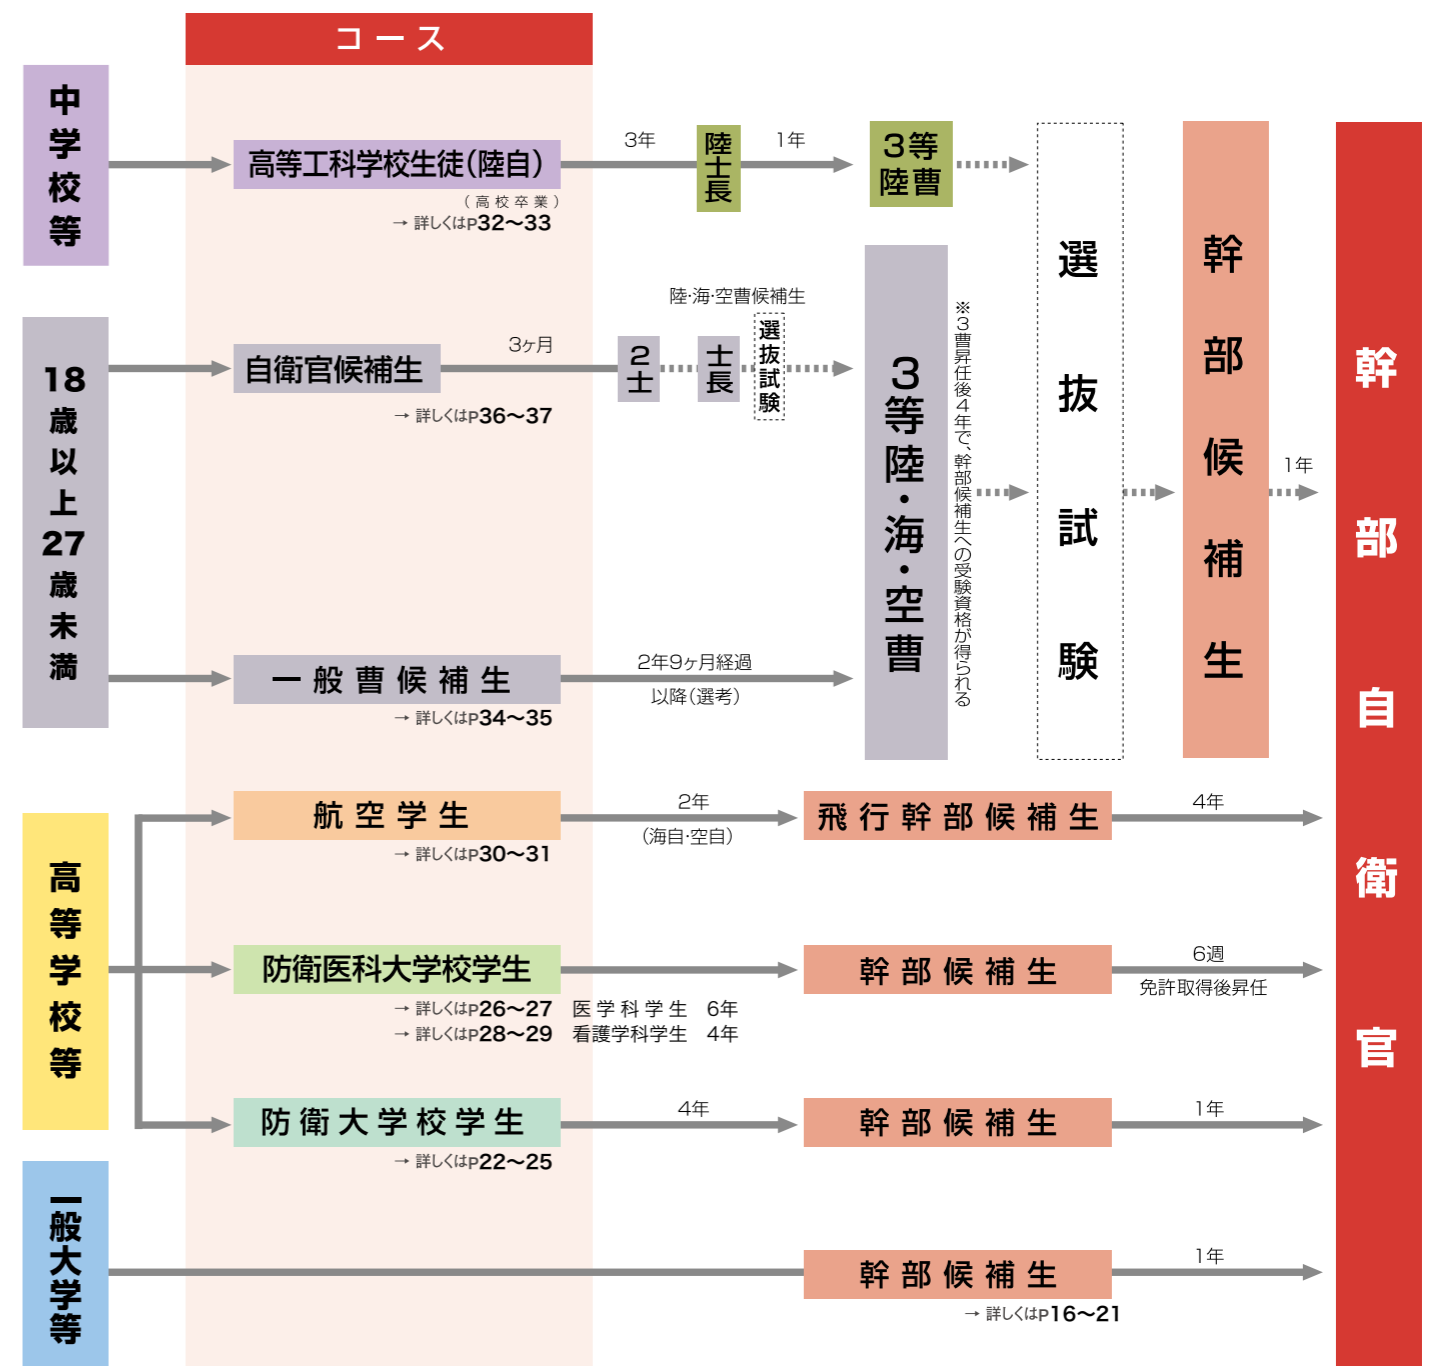 コース
中学校等
高等工科学校生徒（陸自）
（高校卒業）
→ 詳しくはP32〜33
3年
陸士長
1年
3等
陸曹
18歳以上27歳未満
自衛官候補生
→ 詳しくはP36〜37
3ヶ月
2士
士長
陸・海・空曹候補生
選抜試験
3等陸・海・空曹
※3曹昇任後4年で、幹部候補生への受験資格が得られる
選抜試験
幹部候補生
1年
幹部自衛官
一般曹候補生
→ 詳しくはP34〜35
2年9ヶ月経過
以降（選考）
高等学校等
航空学生
→ 詳しくはP30〜31
2年
（海自・空自）
飛行幹部候補生
4年
防衛医科大学校学生
→ 詳しくはP26〜27 医学科学生 6年
→ 詳しくはP28〜29 看護学科学生 4年
幹部候補生
6週
免許取得後昇任
防衛大学校学生
→ 詳しくはP22〜25
4年
幹部候補生
1年
一般大学等
幹部候補生
→ 詳しくはP16〜21
1年